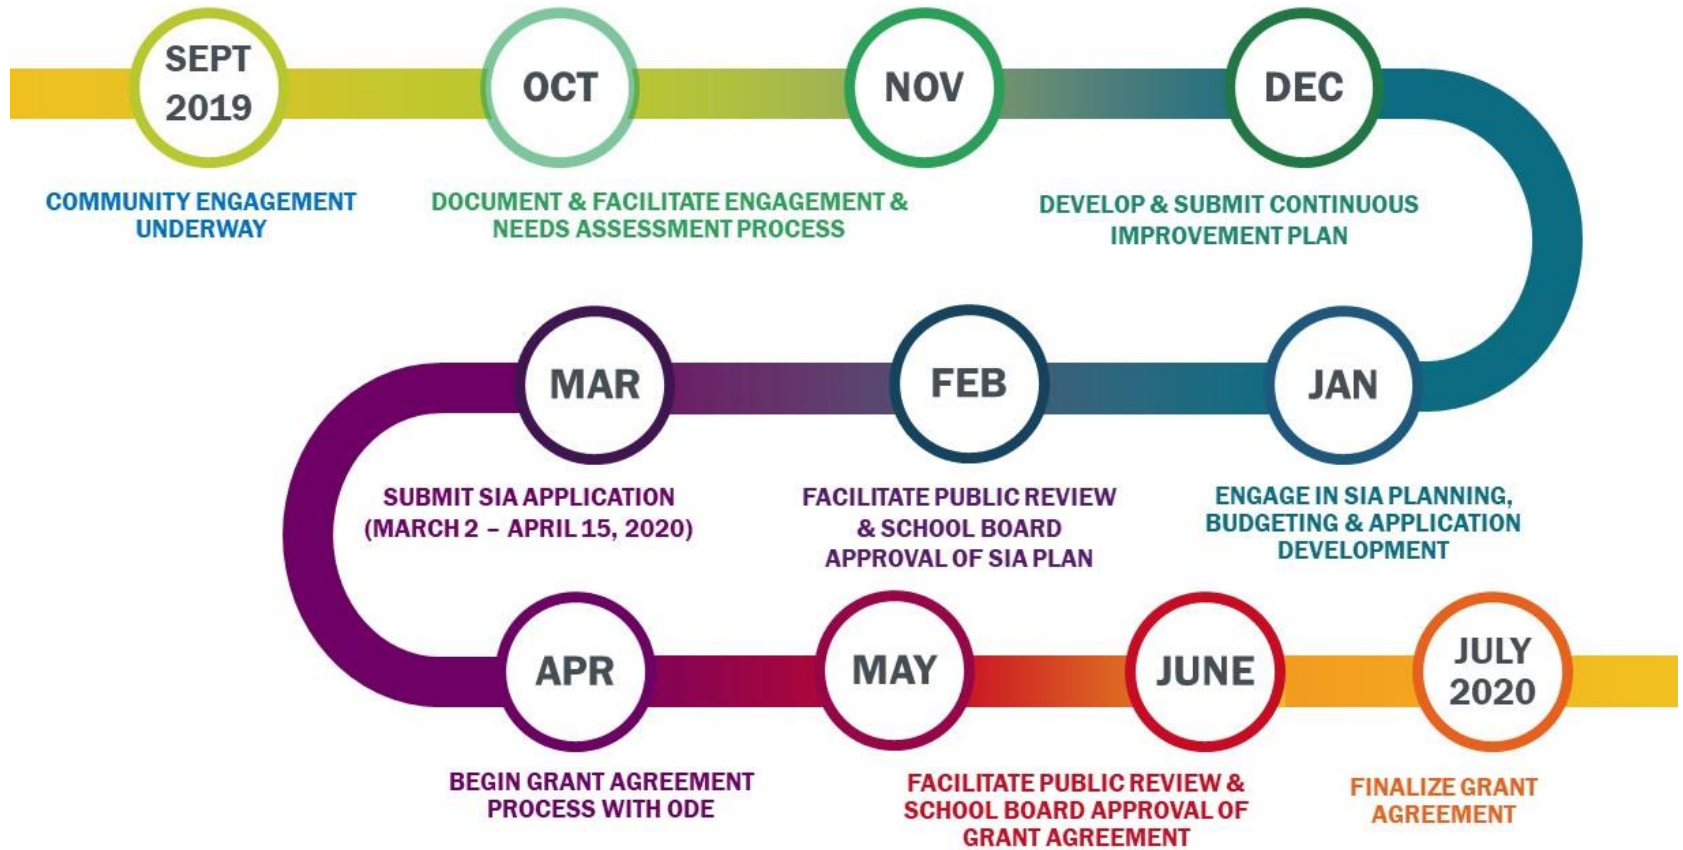 SEPT
2019
OCT
NOV
DEC
COMMUNITY ENGAGEMENT
UNDERWAY
DOCUMENT & FACILITATE ENGAGEMENT &
NEEDS ASSESSMENT PROCESS
DEVELOP & SUBMIT CONTINUOUS
IMPROVEMENT PLAN
MAR
FEB
JAN
SUBMIT SIA APPLICATION
(MARCH 2 – APRIL 15, 2020)
FACILITATE PUBLIC REVIEW
& SCHOOL BOARD
APPROVAL OF SIA PLAN
ENGAGE IN SIA PLANNING,
BUDGETING & APPLICATION
DEVELOPMENT
APR
MAY
JUNE
JULY
2020
BEGIN GRANT AGREEMENT
PROCESS WITH ODE
FACILITATE PUBLIC REVIEW &
SCHOOL BOARD APPROVAL OF
GRANT AGREEMENT
FINALIZE GRANT
AGREEMENT